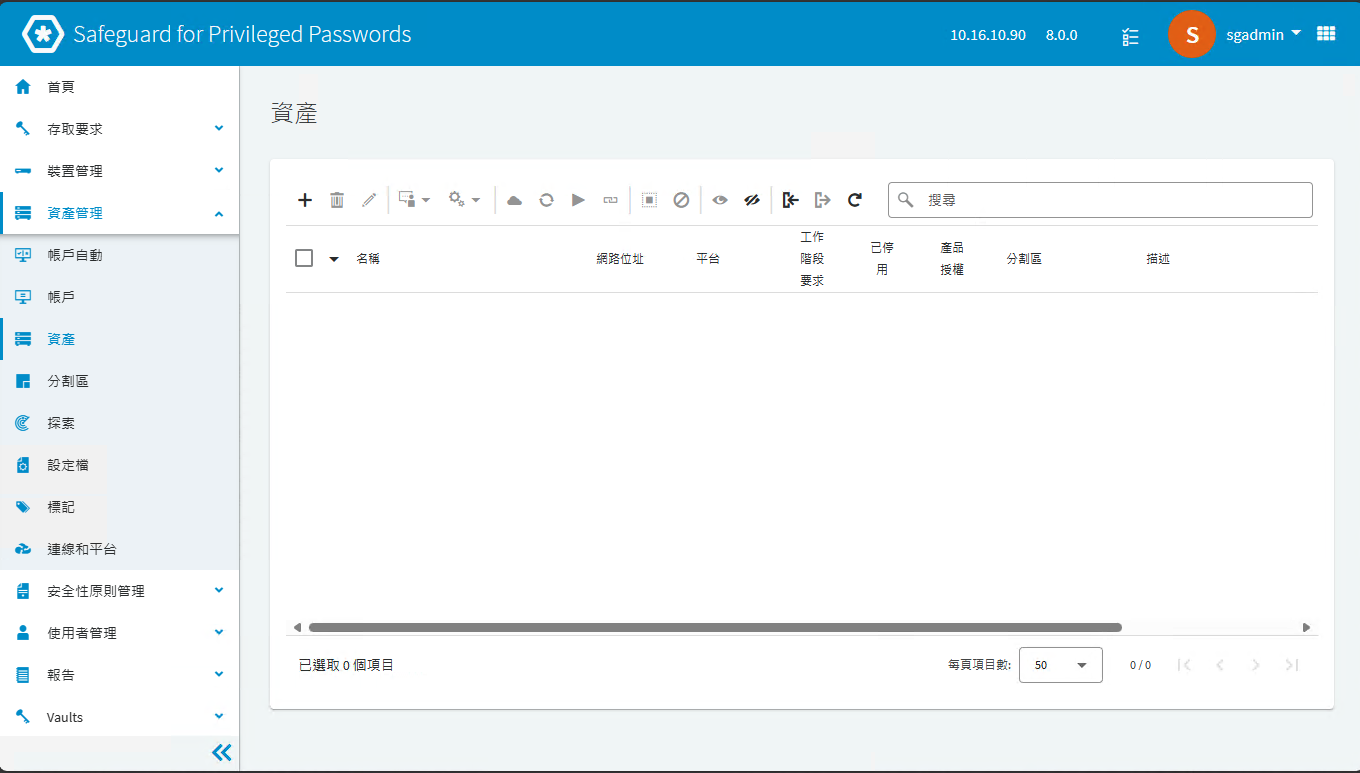 Safeguard for Privileged Passwords
10.16.10.90 8.0.0 S sgadmin
首頁
存取要求
裝置管理
資產管理
帳戶自動
帳戶
資產
分割區
探索
設定檔
標記
連線和平台
安全性原則管理
使用者管理
報告
Vaults
資產
搜尋
名稱
網路位址
平台
工作
階段
要求
已停
用
產品
授權
分割區
描述
已選取 0 個項目
每頁項目數: 50
0 / 0